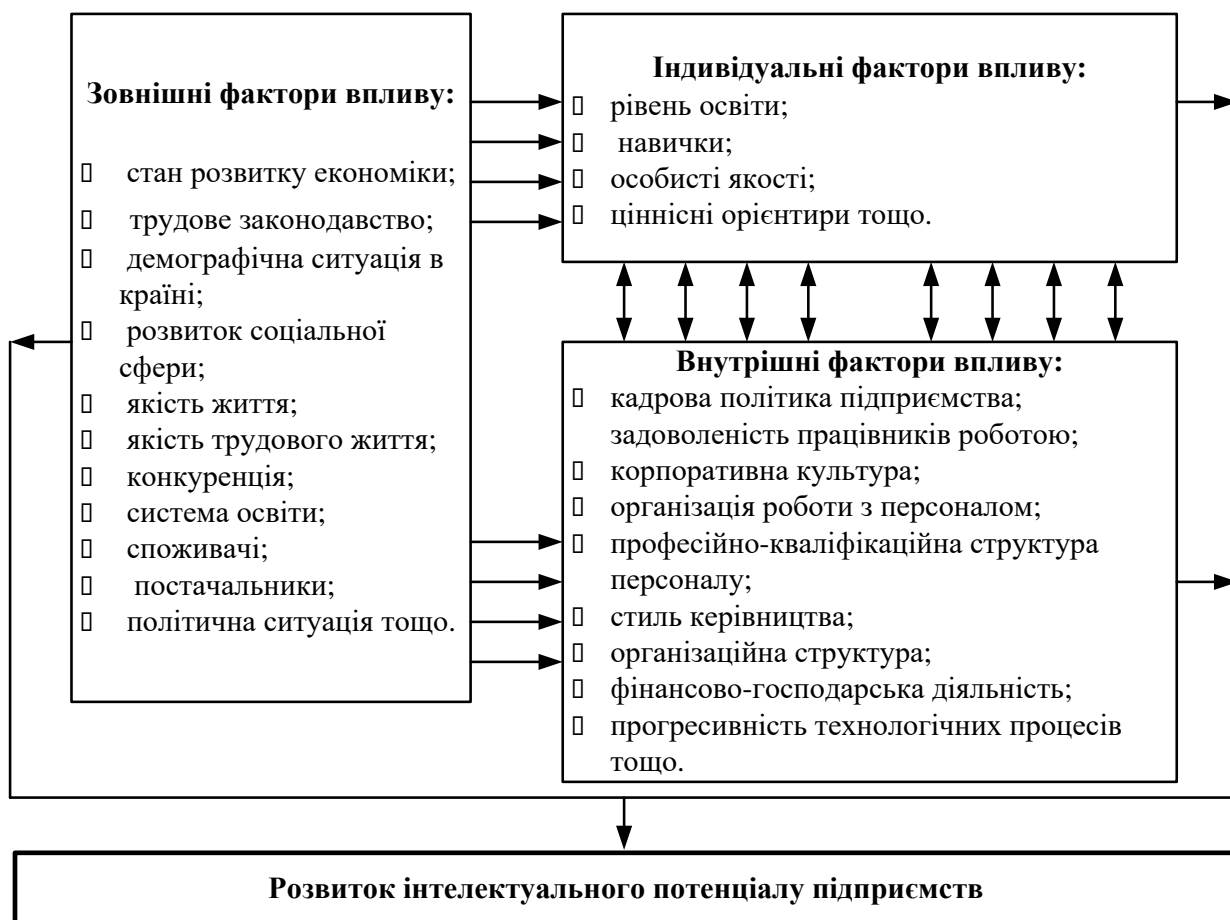 Зовнішні фактори впливу:
стан розвитку економіки;
трудове законодавство;
демографічна ситуація в
країні;
розвиток соціальної
сфери;
якість життя;
якість трудового життя;
конкуренція;
система освіти;
споживачі;
постачальники;
політична ситуація тощо.
Індивідуальні фактори впливу:
рівень освіти;
навички;
особисті якості;
ціннісні орієнтири тощо.
Внутрішні фактори впливу:
кадрова політика підприємства;
задоволеність працівників роботою;
корпоративна культура;
організація роботи з персоналом;
професійно-кваліфікаційна структура
персоналу;
стиль керівництва;
організаційна структура;
фінансово-господарська діяльність;
прогресивність технологічних процесів
тощо.
Розвиток інтелектуального потенціалу підприємств